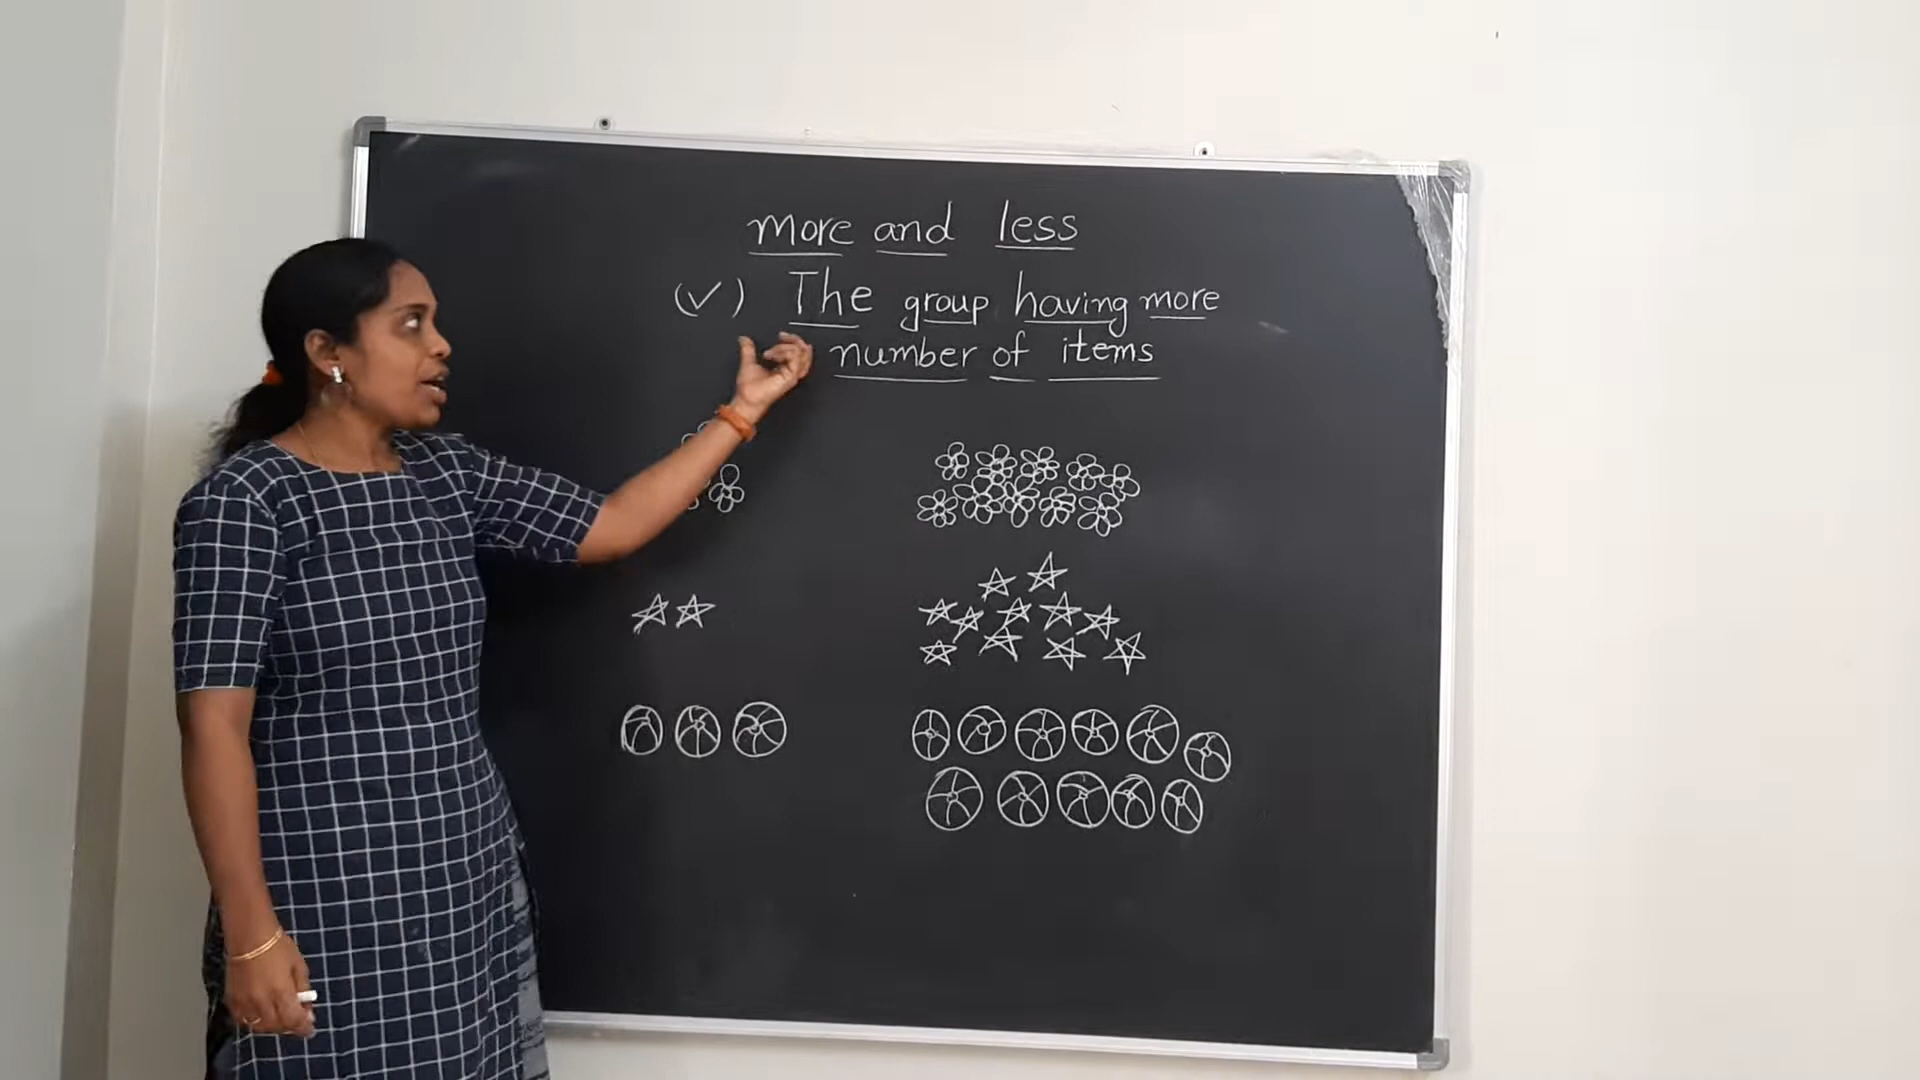 more and less
(✓) The group having more
number of items